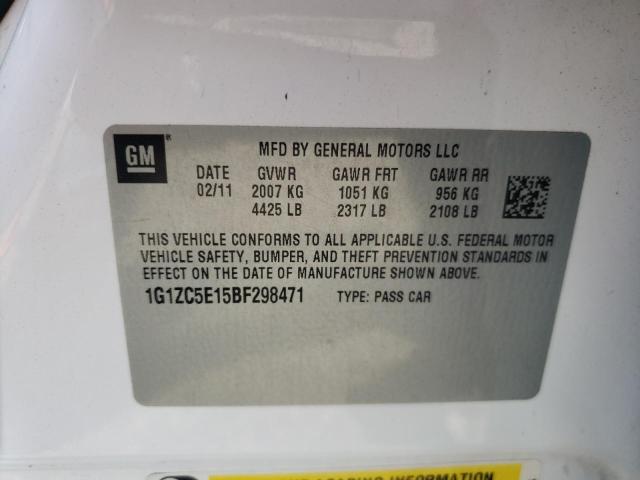 GM®
MFD BY GENERAL MOTORS LLC
DATE GVWR GAWR FRT GAWR RR
02/11 2007 KG 1051 KG 956 KG
4425 LB 2317 LB 2108 LB
THIS VEHICLE CONFORMS TO ALL APPLICABLE U.S. FEDERAL MOTOR
VEHICLE SAFETY, BUMPER, AND THEFT PREVENTION STANDARDS IN
EFFECT ON THE DATE OF MANUFACTURE SHOWN ABOVE.
1G1ZC5E15BF298471 TYPE: PASS CAR
LOADING INFORMATION